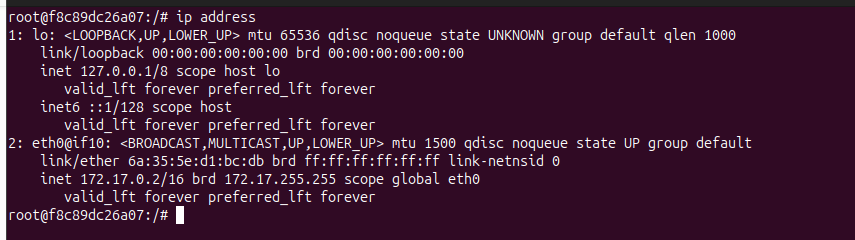 root@f8c89dc26a07:/# ip address
1: lo: <LOOPBACK,UP,LOWER_UP> mtu 65536 qdisc noqueue state UNKNOWN group default qlen 1000
    link/loopback 00:00:00:00:00:00 brd 00:00:00:00:00:00
    inet 127.0.0.1/8 scope host lo
       valid_lft forever preferred_lft forever
    inet6 ::1/128 scope host
       valid_lft forever preferred_lft forever
2: eth0@if10: <BROADCAST,MULTICAST,UP,LOWER_UP> mtu 1500 qdisc noqueue state UP group default
    link/ether 6a:35:5e:d1:bc:db brd ff:ff:ff:ff:ff:ff link-netnsid 0
    inet 172.17.0.2/16 brd 172.17.255.255 scope global eth0
       valid_lft forever preferred_lft forever
root@f8c89dc26a07:/#